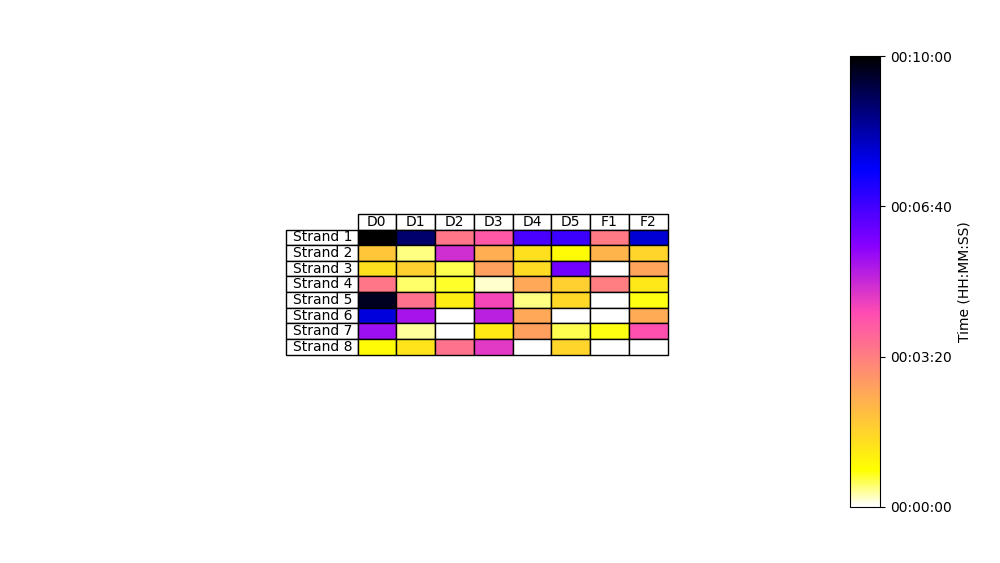 00:10:00
00:06:40
D0 D1 D2 D3 D4 D5 F1 F2
Strand 1
Strand 2
Strand 3
Strand 4
Strand 5
Strand 6
Strand 7
Strand 8
Time (HH:MM:SS)
00:03:20
00:00:00